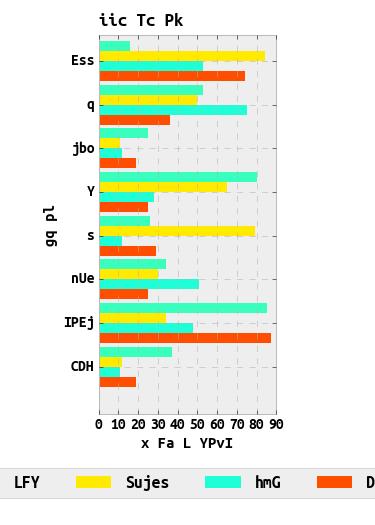 iic Tc Pk
Ess
q
jbo
Y
s
nUe
IPEj
CDH
gq pl
0 10 20 30 40 50 60 70 80 90
x Fa L YPvI
LFY Sujes hmG D